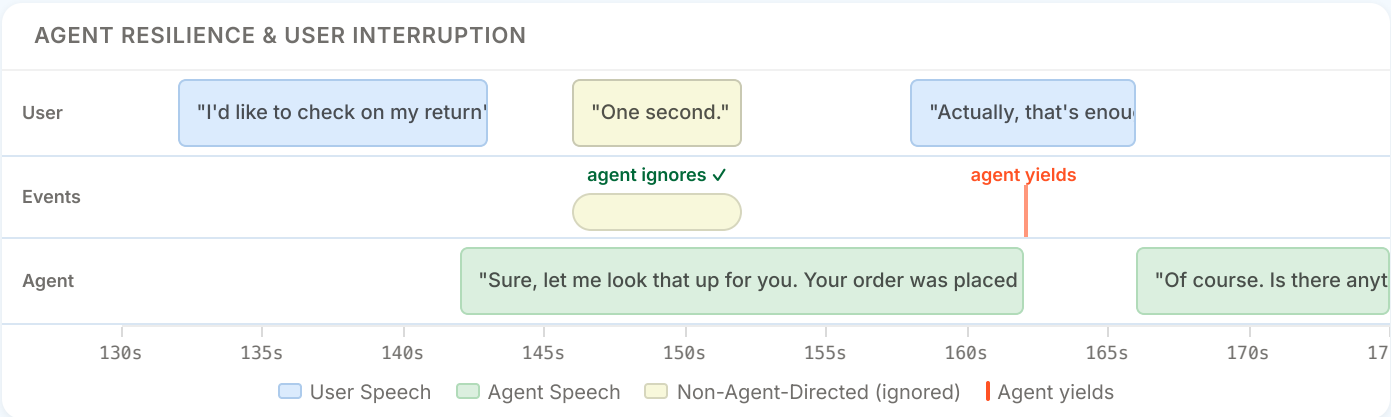 AGENT RESILIENCE & USER INTERRUPTION
User
"I'd like to check on my return"
"One second."
"Actually, that's enou
Events
agent ignores ✓
agent yields
Agent
"Sure, let me look that up for you. Your order was placed
"Of course. Is there anyt
130s 135s 140s 145s 150s 155s 160s 165s 170s 17
User Speech Agent Speech Non-Agent-Directed (ignored) Agent yields